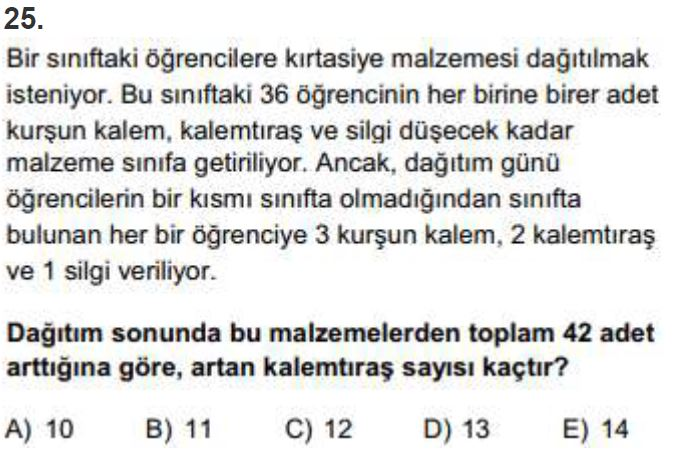 25.
Bir sınıftaki öğrencilere kırtasiye malzemesi dağıtılmak
isteniyor. Bu sınıftaki 36 öğrencinin her birine birer adet
kurşun kalem, kalemtıraş ve silgi düşecek kadar
malzeme sınıfa getiriliyor. Ancak, dağıtım günü
öğrencilerin bir kısmı sınıfta olmadığından sınıfta
bulunan her bir öğrenciye 3 kurşun kalem, 2 kalemtıraş
ve 1 silgi veriliyor.
Dağıtım sonunda bu malzemelerden toplam 42 adet
arttığına göre, artan kalemtıraş sayısı kaçtır?
A) 10 B) 11 C) 12 D) 13 E) 14